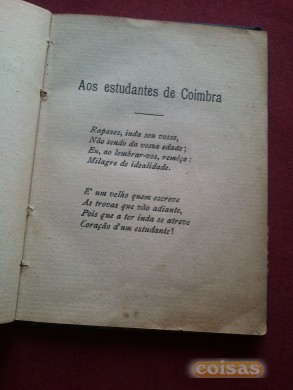 Aos estudantes de Coimbra
Rapazes, inda sou vosso,
Não sendo da vossa edade;
Eu, ao lembrar-vos, remóço:
Milagre de idealidade.
E' um velho quem escreve
As trovas que vão adiante,
Pois que a ter inda se atreve
Coração d'um estudante!
coisas